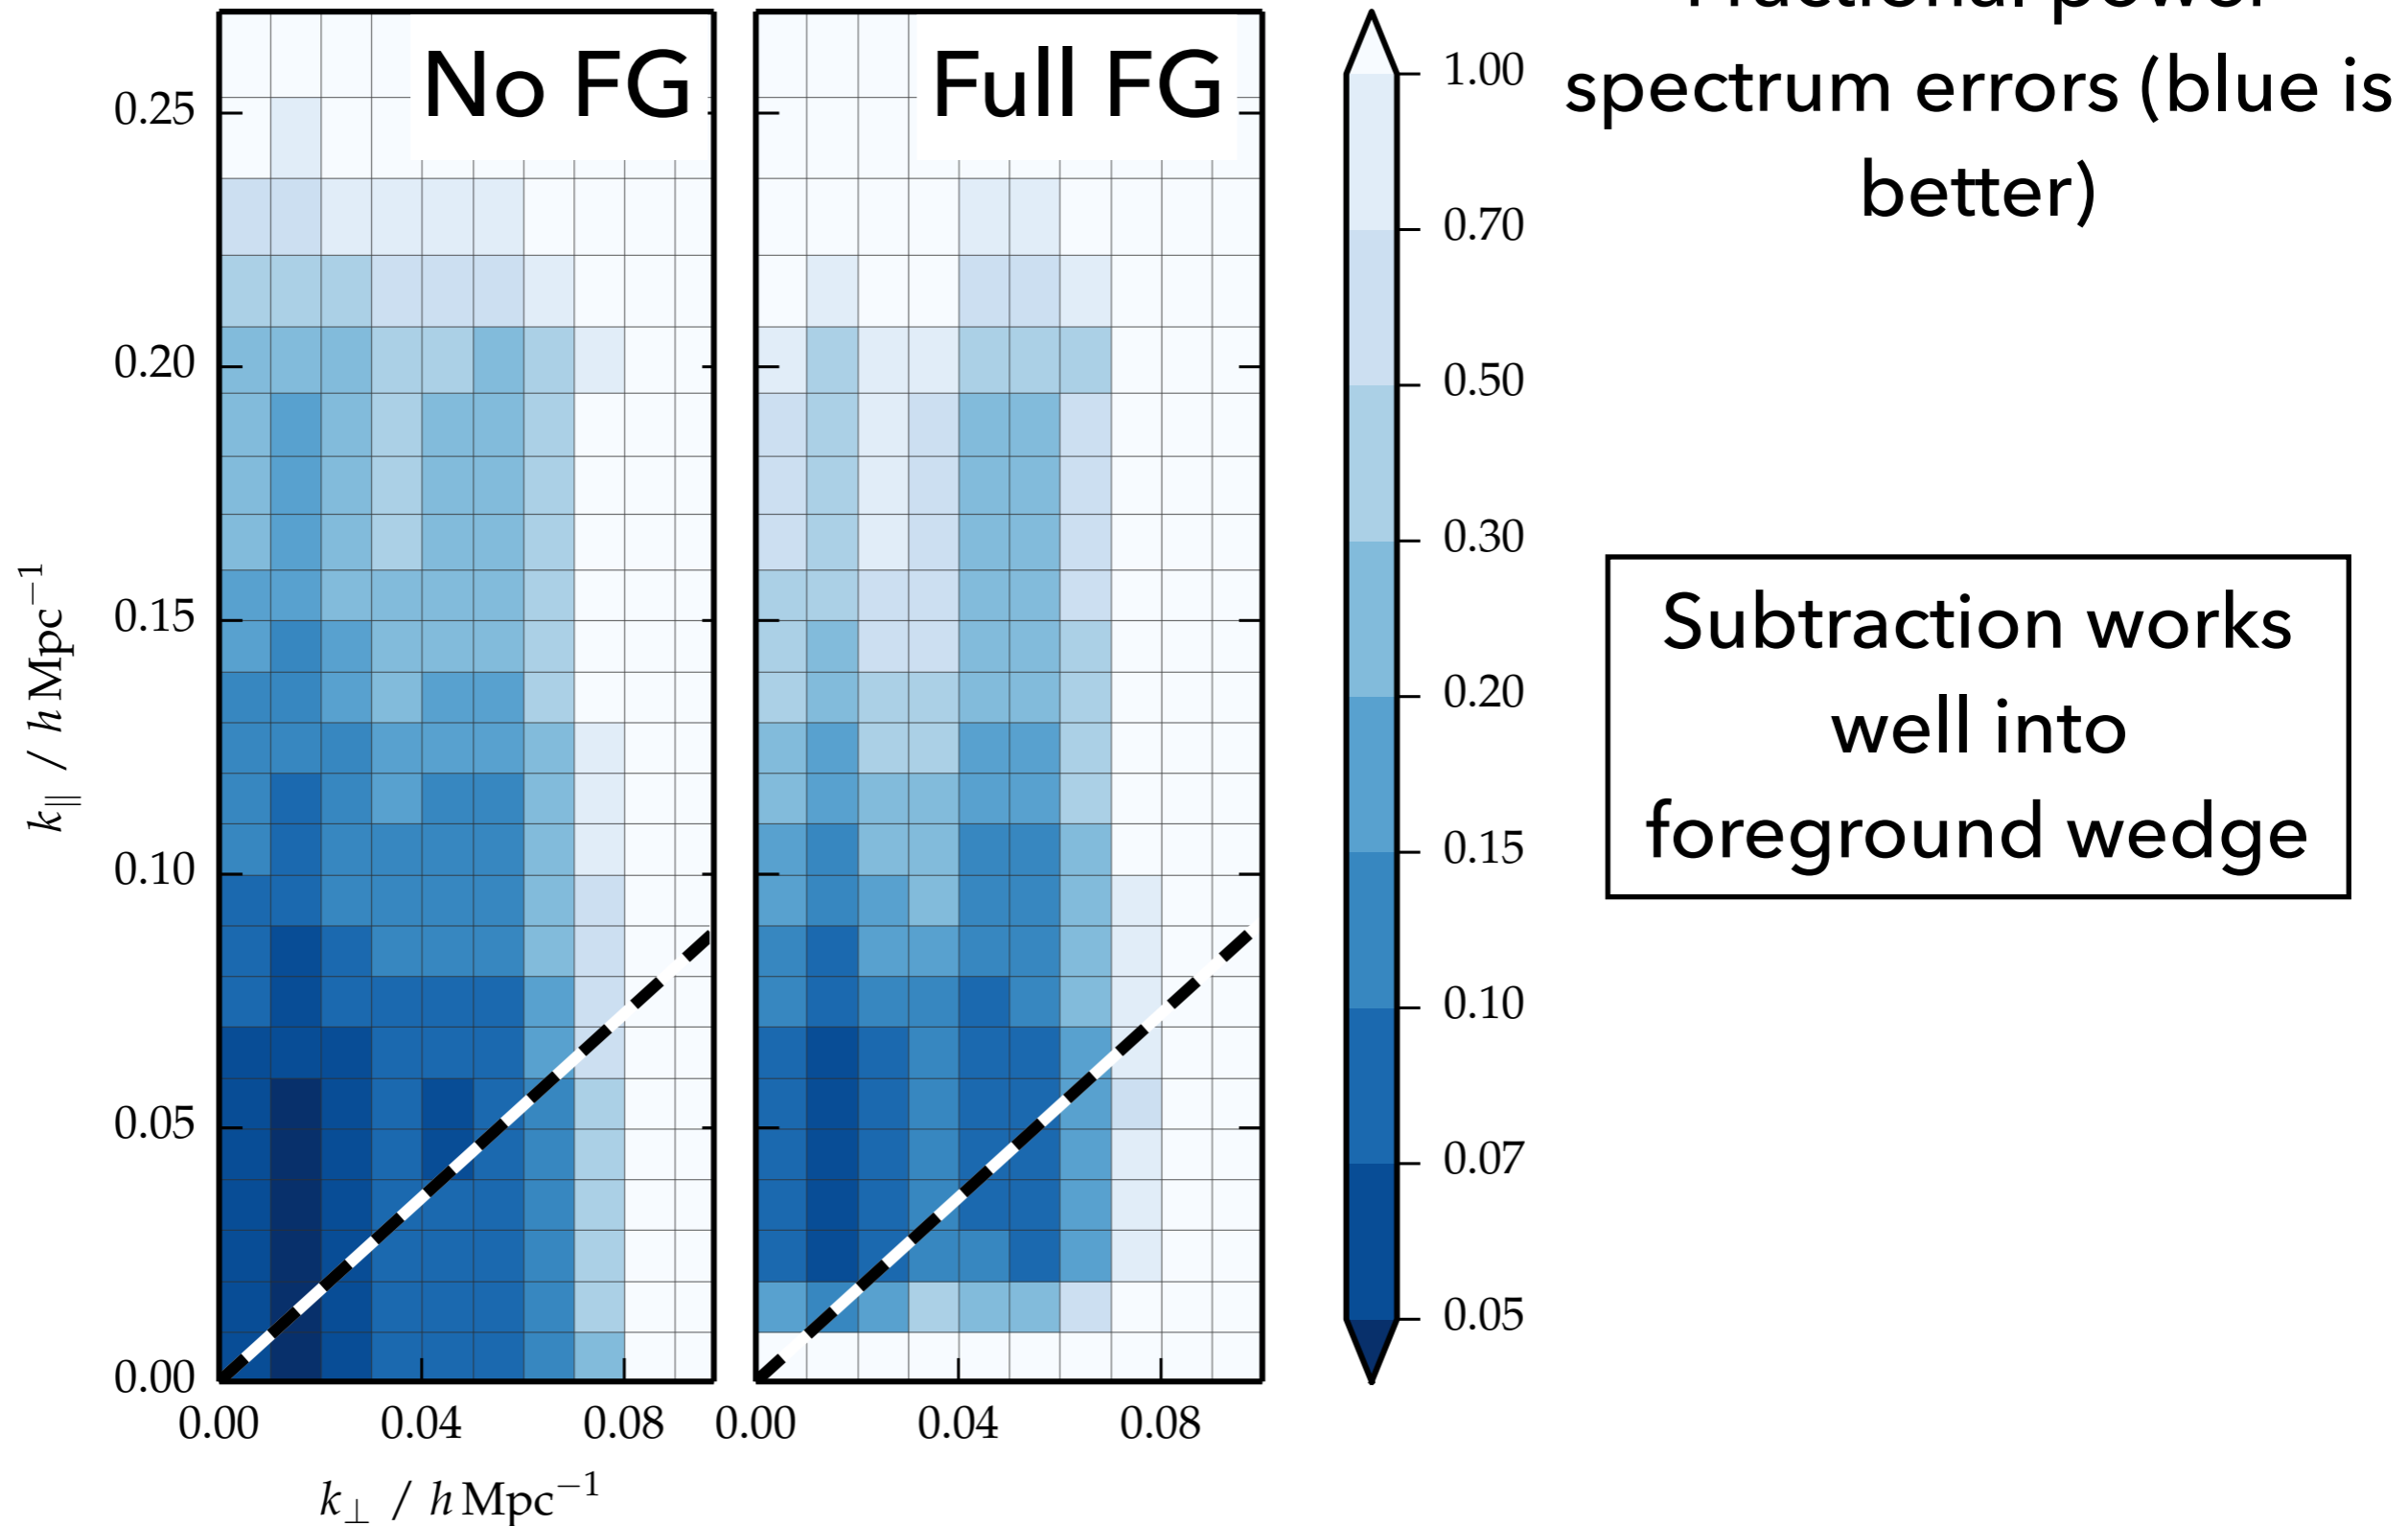 Fractional power
spectrum errors (blue is
better)
No FG
Full FG
0.25
0.20
0.15
0.10
0.05
0.00
k∥ / h Mpc−1
0.00
0.04
0.08
0.00
0.04
0.08
k⊥ / h Mpc−1
1.00
0.70
0.50
0.30
0.20
0.15
0.10
0.07
0.05
Subtraction works
well into
foreground wedge